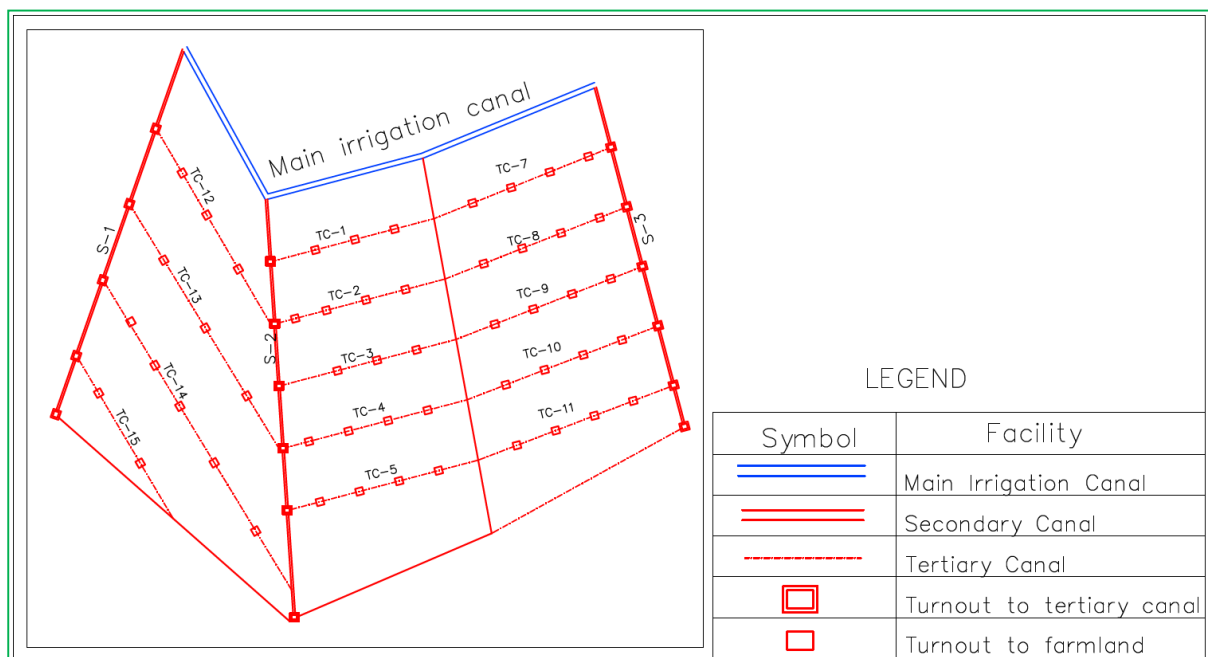 Main irrigation canal
TC-12
TC-7
TC-1
TC-8
S-1
S-3
TC-13
TC-2
TC-9
S-2
TC-3
TC-10
TC-14
TC-4
TC-11
TC-15
TC-5
LEGEND
Symbol Facility
Main Irrigation Canal
Secondary Canal
Tertiary Canal
Turnout to tertiary canal
Turnout to farmland